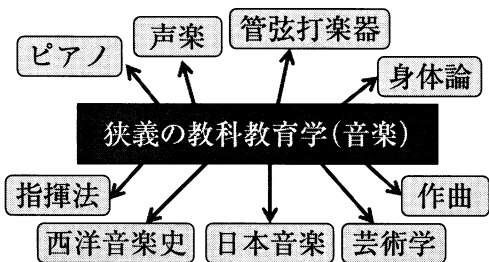 ピアノ
声楽
管弦打楽器
身体論
狭義の教科教育学(音楽)
指揮法
作曲
西洋音楽史
日本音楽
芸術学